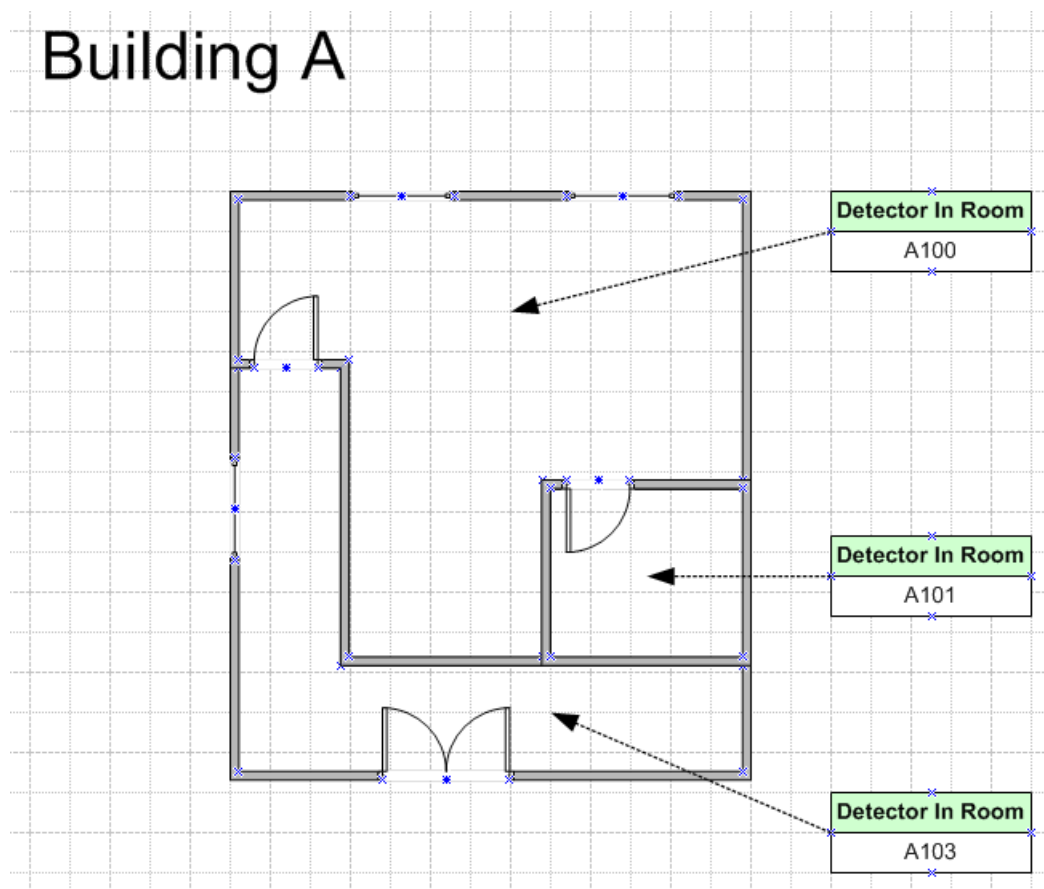 Building A
Detector In Room
A100
Detector In Room
A101
Detector In Room
A103